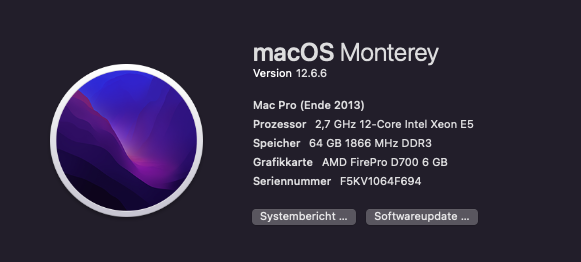 macOS Monterey
Version 12.6.6
Mac Pro (Ende 2013)
Prozessor 2,7 GHz 12-Core Intel Xeon E5
Speicher 64 GB 1866 MHz DDR3
Grafikkarte AMD FirePro D700 6 GB
Seriennummer F5KV1064F694
Systembericht ... Softwareupdate ...